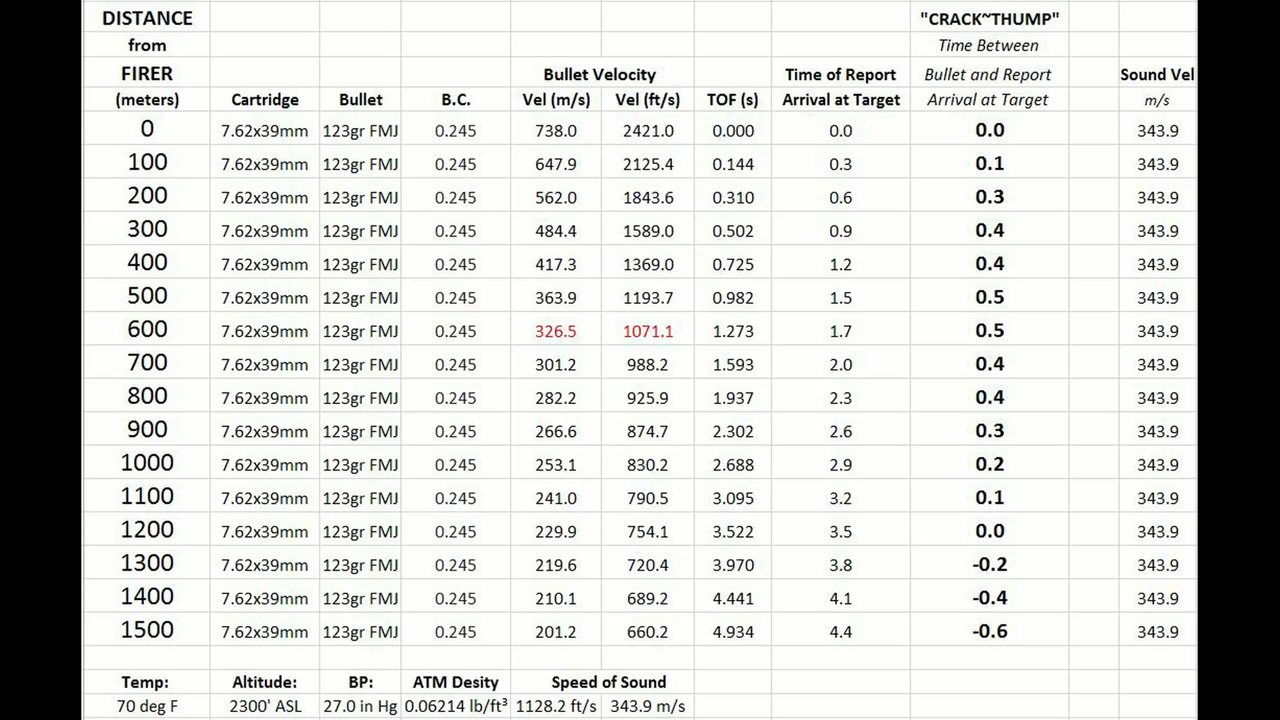 DISTANCE "CRACK~THUMP"
from Time Between
FIRER Bullet Velocity Time of Report Bullet and Report Sound Vel
(meters) Cartridge Bullet B.C. Vel (m/s) Vel (ft/s) TOF (s) Arrival at Target Arrival at Target m/s
0 7.62x39mm 123gr FMJ 0.245 738.0 2421.0 0.000 0.0 0.0 343.9
100 7.62x39mm 123gr FMJ 0.245 647.9 2125.4 0.144 0.3 0.1 343.9
200 7.62x39mm 123gr FMJ 0.245 562.0 1843.6 0.310 0.6 0.3 343.9
300 7.62x39mm 123gr FMJ 0.245 484.4 1589.0 0.502 0.9 0.4 343.9
400 7.62x39mm 123gr FMJ 0.245 417.3 1369.0 0.725 1.2 0.4 343.9
500 7.62x39mm 123gr FMJ 0.245 363.9 1193.7 0.982 1.5 0.5 343.9
600 7.62x39mm 123gr FMJ 0.245 326.5 1071.1 1.273 1.7 0.5 343.9
700 7.62x39mm 123gr FMJ 0.245 301.2 988.2 1.593 2.0 0.4 343.9
800 7.62x39mm 123gr FMJ 0.245 282.2 925.9 1.937 2.3 0.4 343.9
900 7.62x39mm 123gr FMJ 0.245 266.6 874.7 2.302 2.6 0.3 343.9
1000 7.62x39mm 123gr FMJ 0.245 253.1 830.2 2.688 2.9 0.2 343.9
1100 7.62x39mm 123gr FMJ 0.245 241.0 790.5 3.095 3.2 0.1 343.9
1200 7.62x39mm 123gr FMJ 0.245 229.9 754.1 3.522 3.5 0.0 343.9
1300 7.62x39mm 123gr FMJ 0.245 219.6 720.4 3.970 3.8 -0.2 343.9
1400 7.62x39mm 123gr FMJ 0.245 210.1 689.2 4.441 4.1 -0.4 343.9
1500 7.62x39mm 123gr FMJ 0.245 201.2 660.2 4.934 4.4 -0.6 343.9
Temp: Altitude: BP: ATM Desity Speed of Sound
70 deg F 2300' ASL 27.0 in Hg 0.06214 lb/ft³ 1128.2 ft/s 343.9 m/s